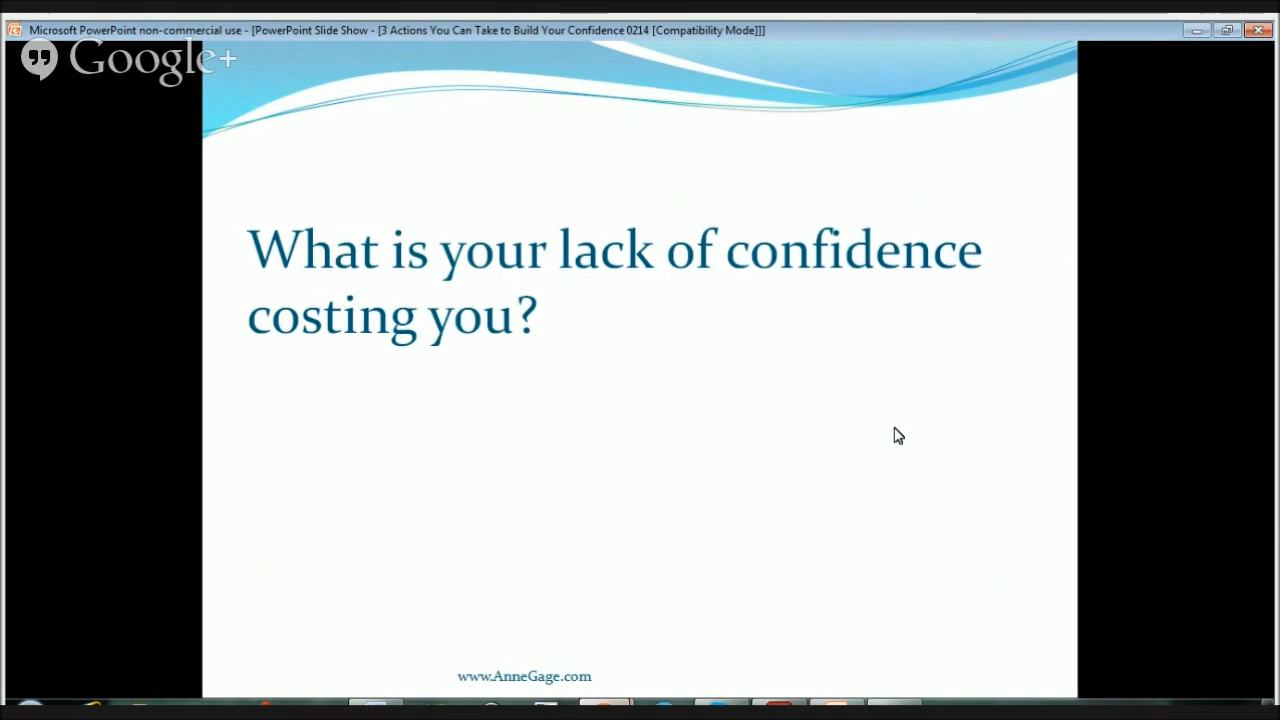 Microsoft PowerPoint non-commercial use - [PowerPoint Slide Show - [3 Actions You Can Take to Build Your Confidence 0214 [Compatibility Mode]]]
Google+
What is your lack of confidence
costing you?
www.AnneGage.com